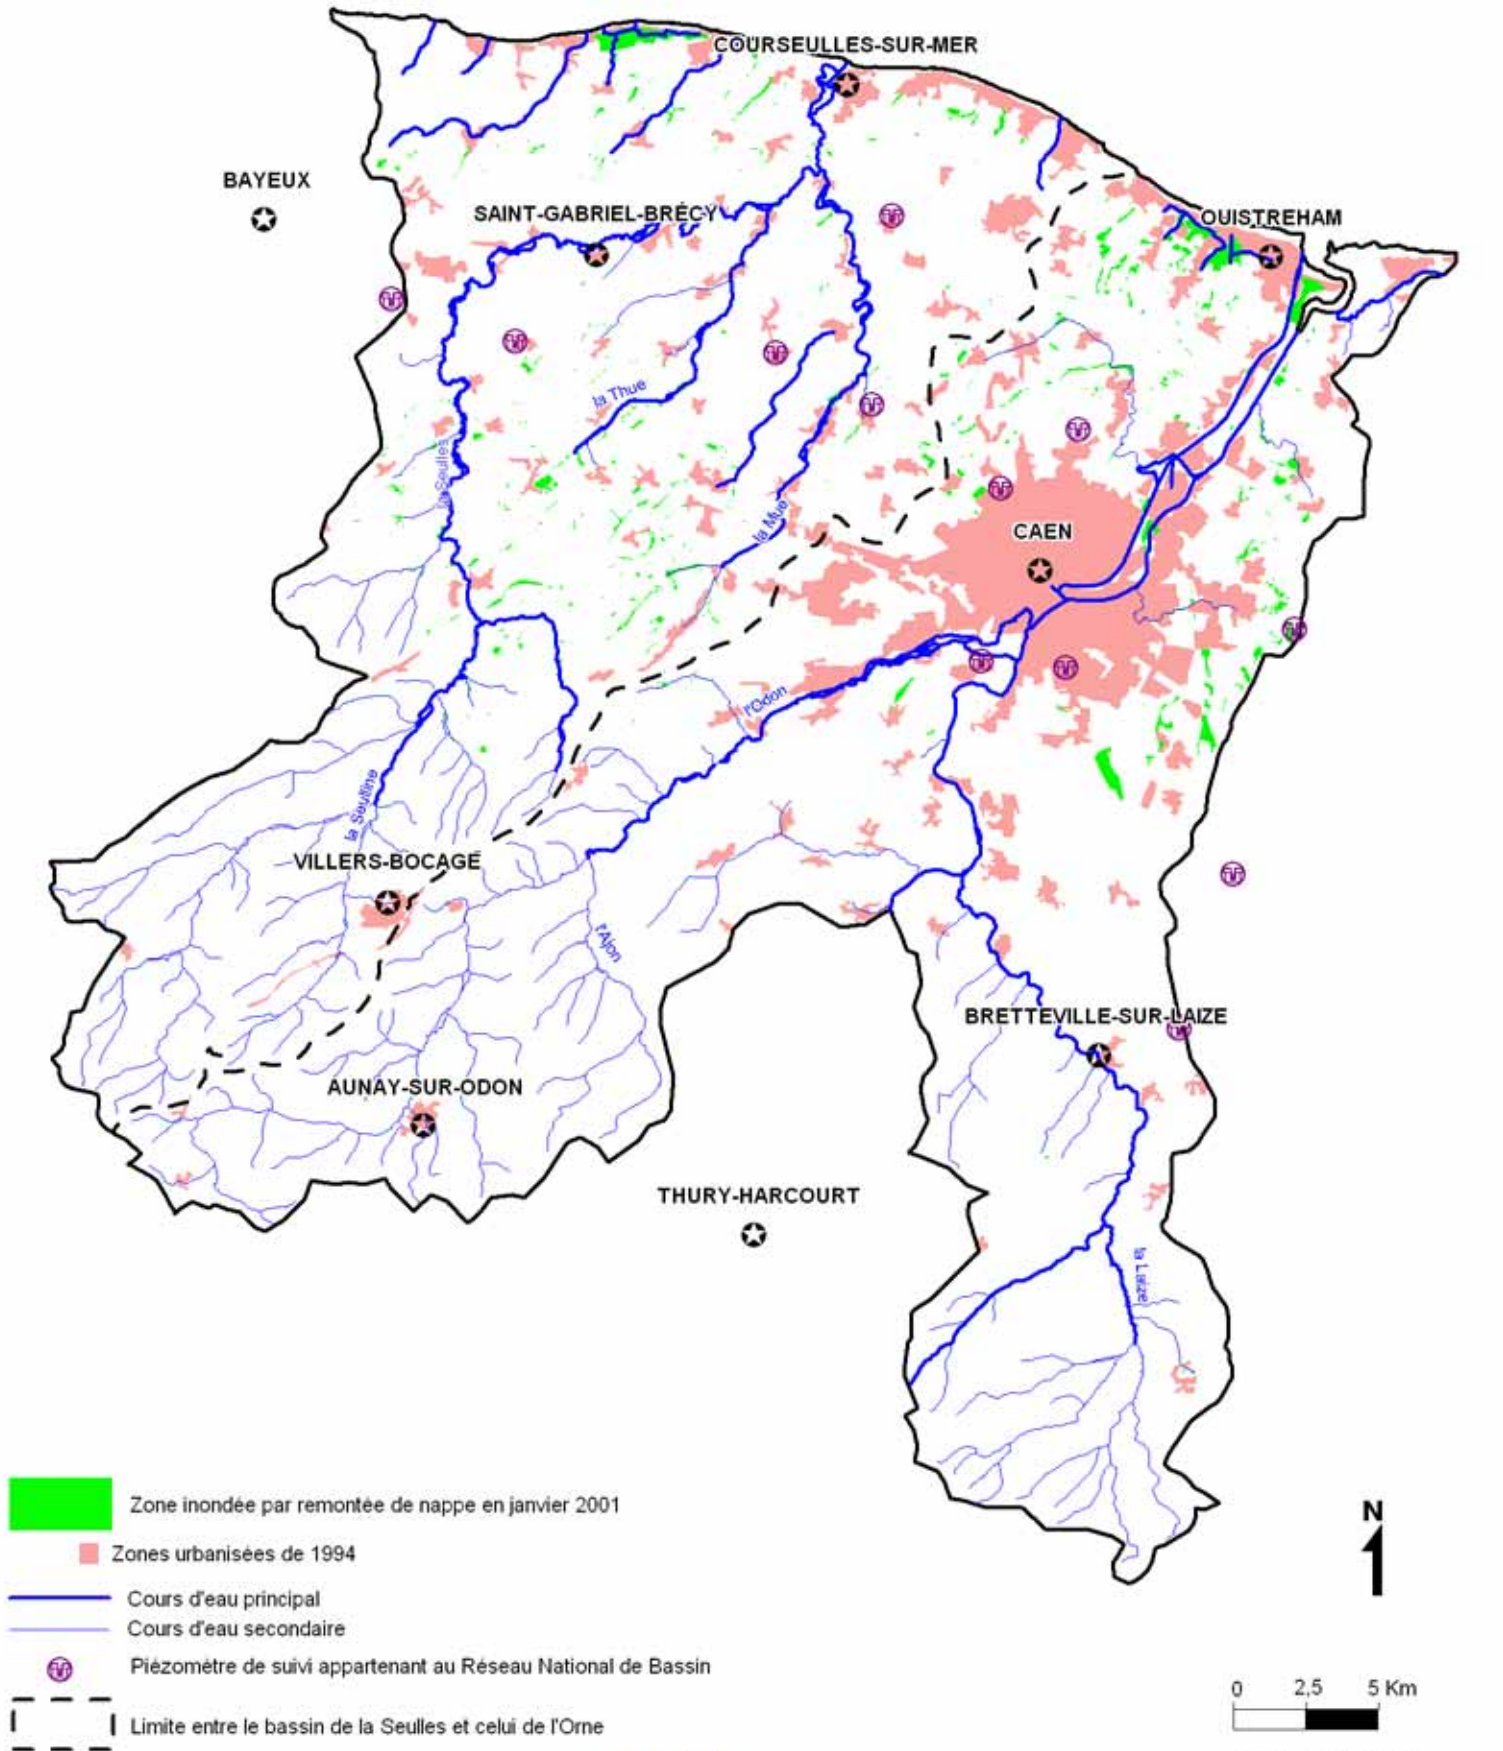 COURSEULLES-SUR-MER
BAYEUX
SAINT-GABRIEL-BRÉCY
OUISTREHAM
la Thue
la Seulles
la Mue
CAEN
l'Odon
la Seulline
VILLERS-BOCAGE
l'Ajon
BRETTEVILLE-SUR-LAIZE
AUNAY-SUR-ODON
THURY-HARCOURT
la Laize
Zone inondée par remontée de nappe en janvier 2001
Zones urbanisées de 1994
Cours d'eau principal
Cours d'eau secondaire
Piézomètre de suivi appartenant au Réseau National de Bassin
Limite entre le bassin de la Seulles et celui de l'Orne
N
0 2,5 5 Km